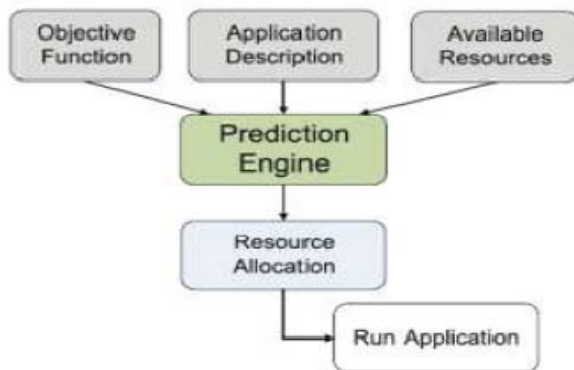 Objective
Function
Application
Description
Available
Resources
Prediction
Engine
Resource
Allocation
Run Application